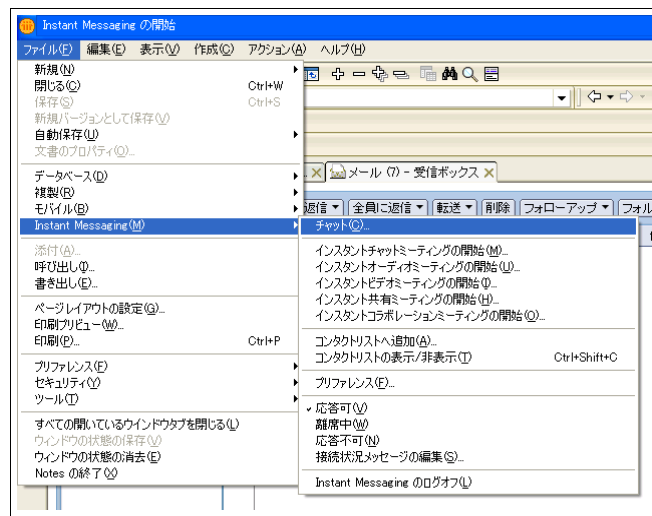 Instant Messaging の開始
ファイル(F) 編集(E) 表示(V) 作成(C) アクション(A) ヘルプ(H)
新規(N)
閉じる(C) Ctrl+W
保存(S) Ctrl+S
新規バージョンとして保存(V)
自動保存(U)
文書のプロパティ(O)...
データベース(D)
複製(R)
モバイル(B)
Instant Messaging(M)
添付(A)...
呼び出し(I)...
書き出し(E)...
ページレイアウトの設定(G)...
印刷プリビュー(W)...
印刷(P)... Ctrl+P
プリファレンス(F)
セキュリティ(Y)
ツール(T)
すべての開いているウインドウタブを閉じる(L)
ウィンドウの状態の保存(V)
ウィンドウの状態の消去(E)
Notes の終了(X)
メール (7) - 受信ボックス
返信 全員に返信 転送 削除 フォローアップ フォル
チャット(C)...
インスタントチャットミーティングの開始(M)...
インスタントオーディオミーティングの開始(U)...
インスタントビデオミーティングの開始(I)...
インスタント共有ミーティングの開始(H)...
インスタントコラボレーションミーティングの開始(O)...
コンタクトリストへ追加(A)...
コンタクトリストの表示/非表示(T) Ctrl+Shift+C
プリファレンス(F)...
応答可(V)
離席中(W)
応答不可(N)
接続状況メッセージの編集(S)...
Instant Messaging のログオフ(L)